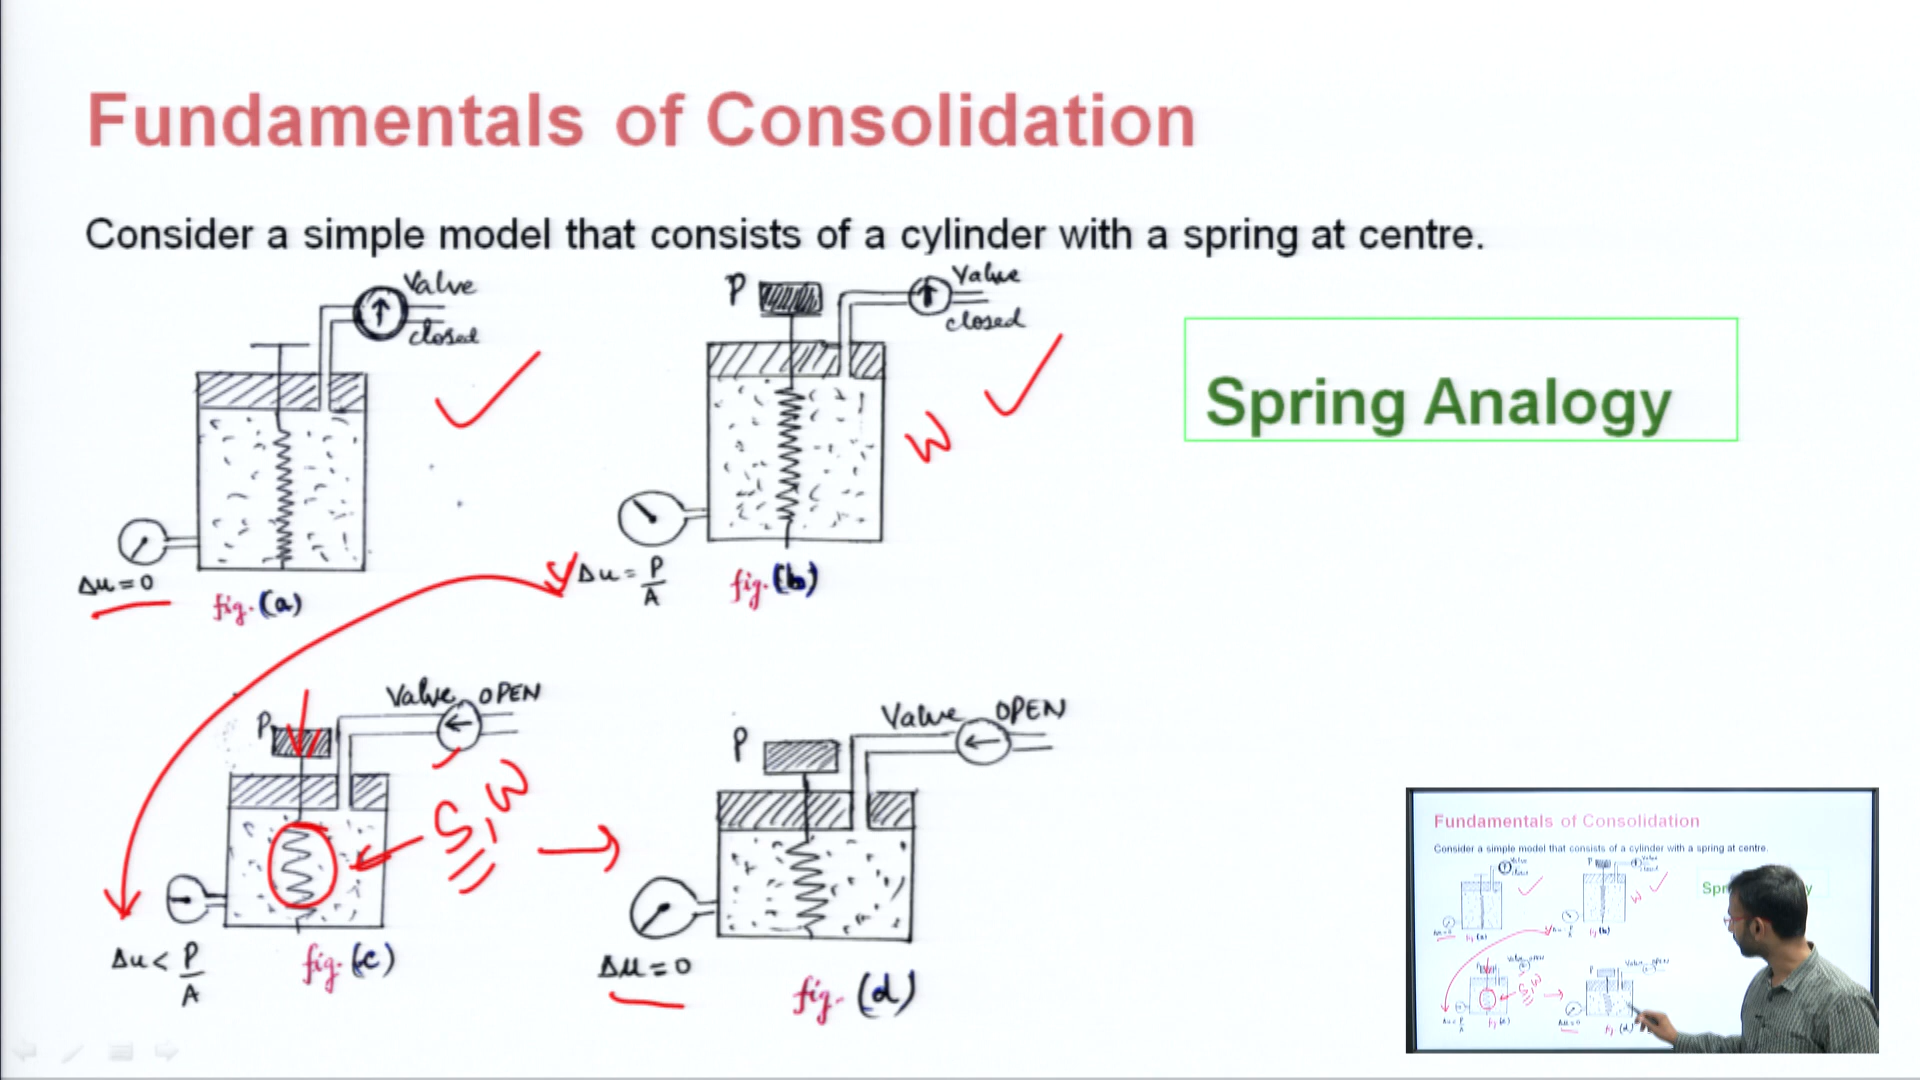 Fundamentals of Consolidation
Consider a simple model that consists of a cylinder with a spring at centre.
Valve
closed
Δu = 0
fig. (a)
P
Valve
closed
W
Δu = P/A
fig. (b)
Spring Analogy
P
Valve OPEN
S, W
Δu < P/A
fig. (c)
P
Valve OPEN
Δu = 0
fig. (d)
Fundamentals of Consolidation
Consider a simple model that consists of a cylinder with a spring at centre.